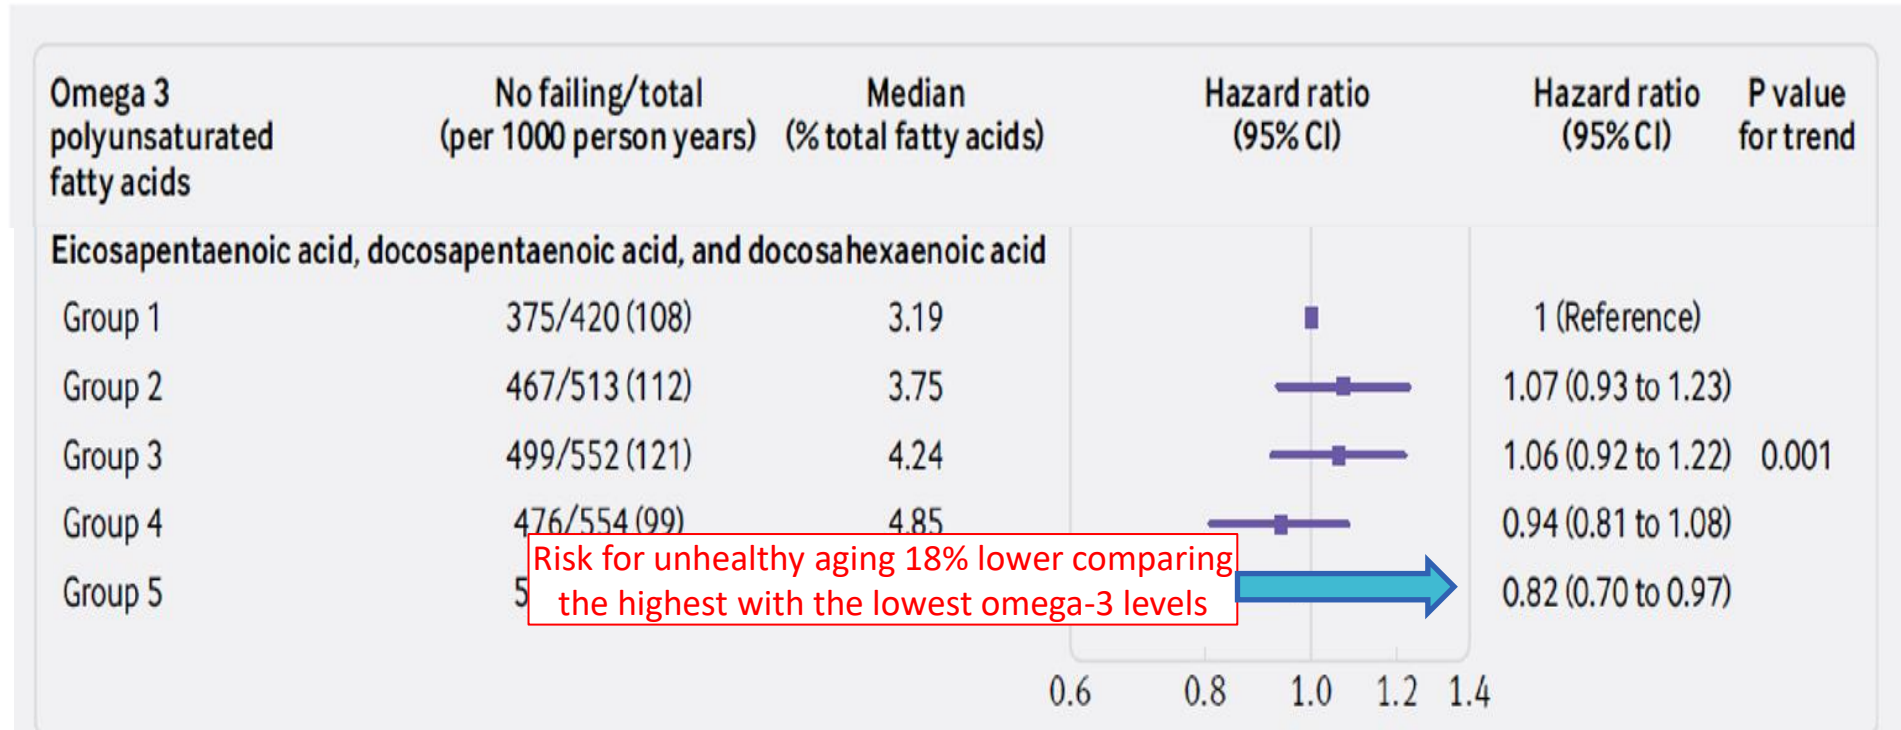 Omega 3 polyunsaturated fatty acids No failing/total (per 1000 person years) Median (% total fatty acids) Hazard ratio (95% CI) Hazard ratio (95% CI) P value for trend
Eicosapentaenoic acid, docosapentaenoic acid, and docosahexaenoic acid
Group 1 375/420 (108) 3.19 1 (Reference)
Group 2 467/513 (112) 3.75 1.07 (0.93 to 1.23)
Group 3 499/552 (121) 4.24 1.06 (0.92 to 1.22) 0.001
Group 4 476/554 (99) 4.85 0.94 (0.81 to 1.08)
Group 5 5 0.82 (0.70 to 0.97)
Risk for unhealthy aging 18% lower comparing
the highest with the lowest omega-3 levels
0.6 0.8 1.0 1.2 1.4